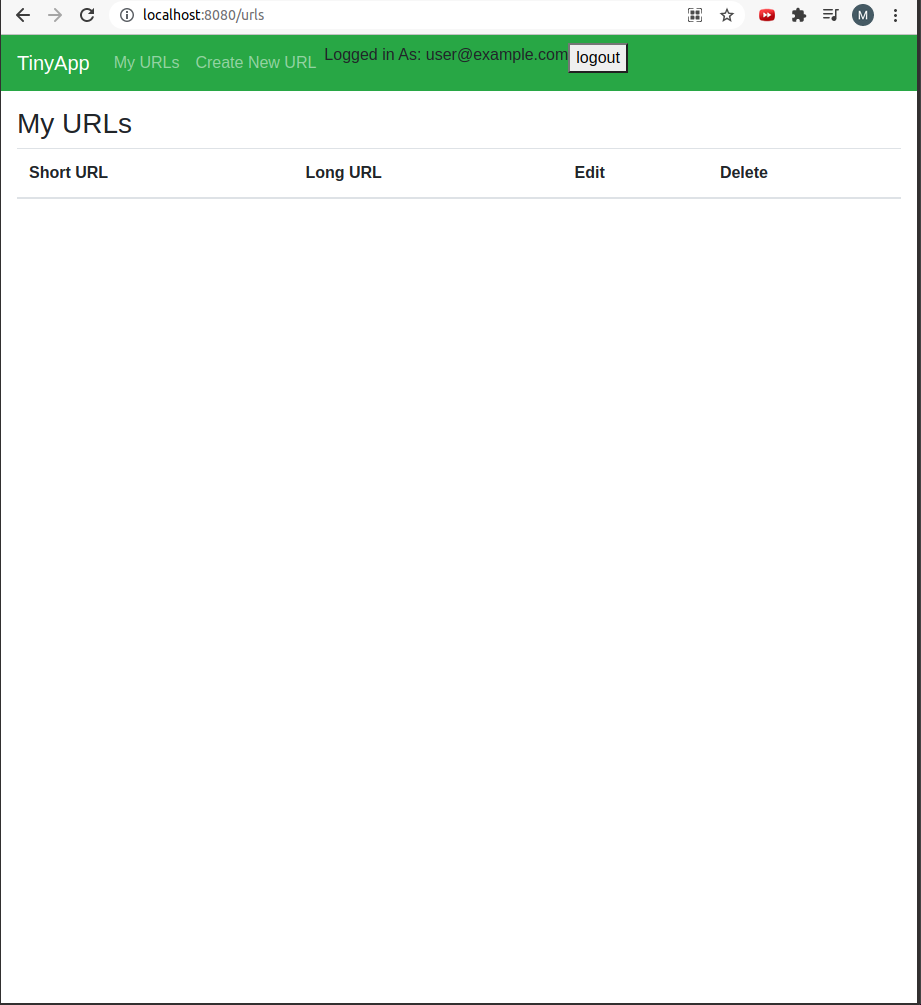 localhost:8080/urls
M
TinyApp My URLs Create New URL Logged in As: user@example.com logout
My URLs
Short URL Long URL Edit Delete